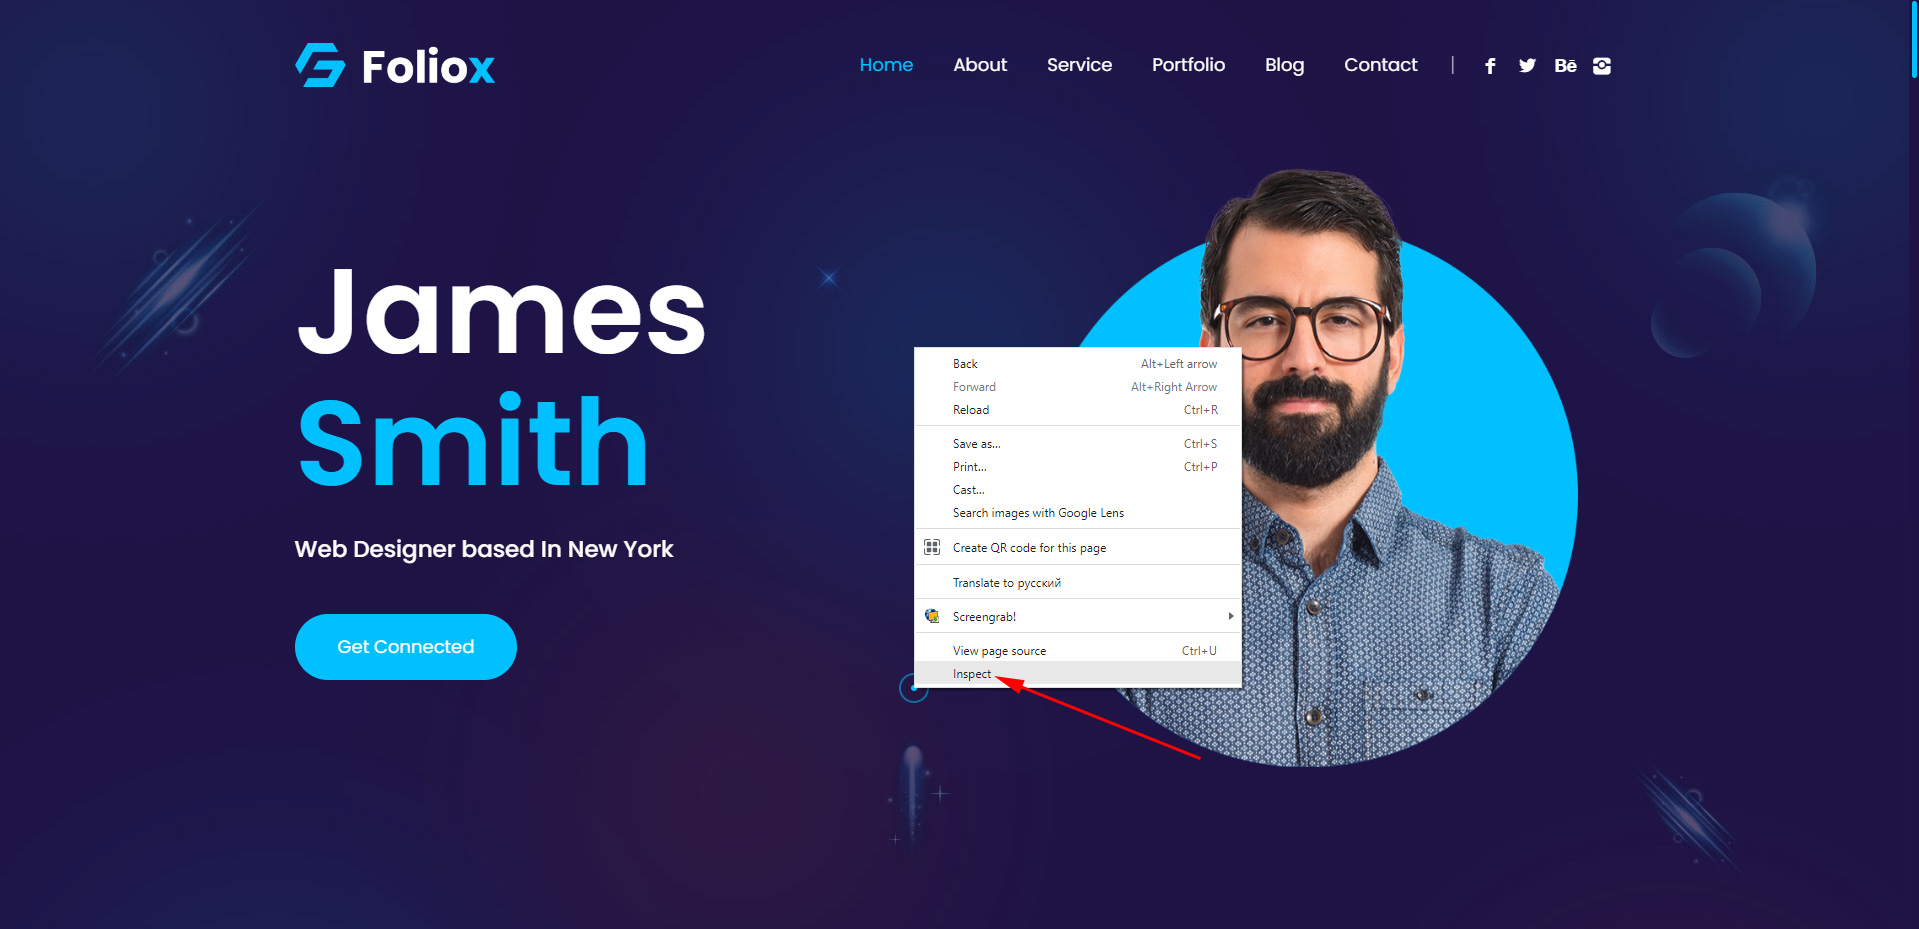 Foliox
Home About Service Portfolio Blog Contact | f Bē
James
Smith
Web Designer based In New York
Get Connected
Back Alt+Left arrow
Forward Alt+Right Arrow
Reload Ctrl+R
Save as... Ctrl+S
Print... Ctrl+P
Cast...
Search images with Google Lens
Create QR code for this page
Translate to русский
Screengrab!
View page source Ctrl+U
Inspect